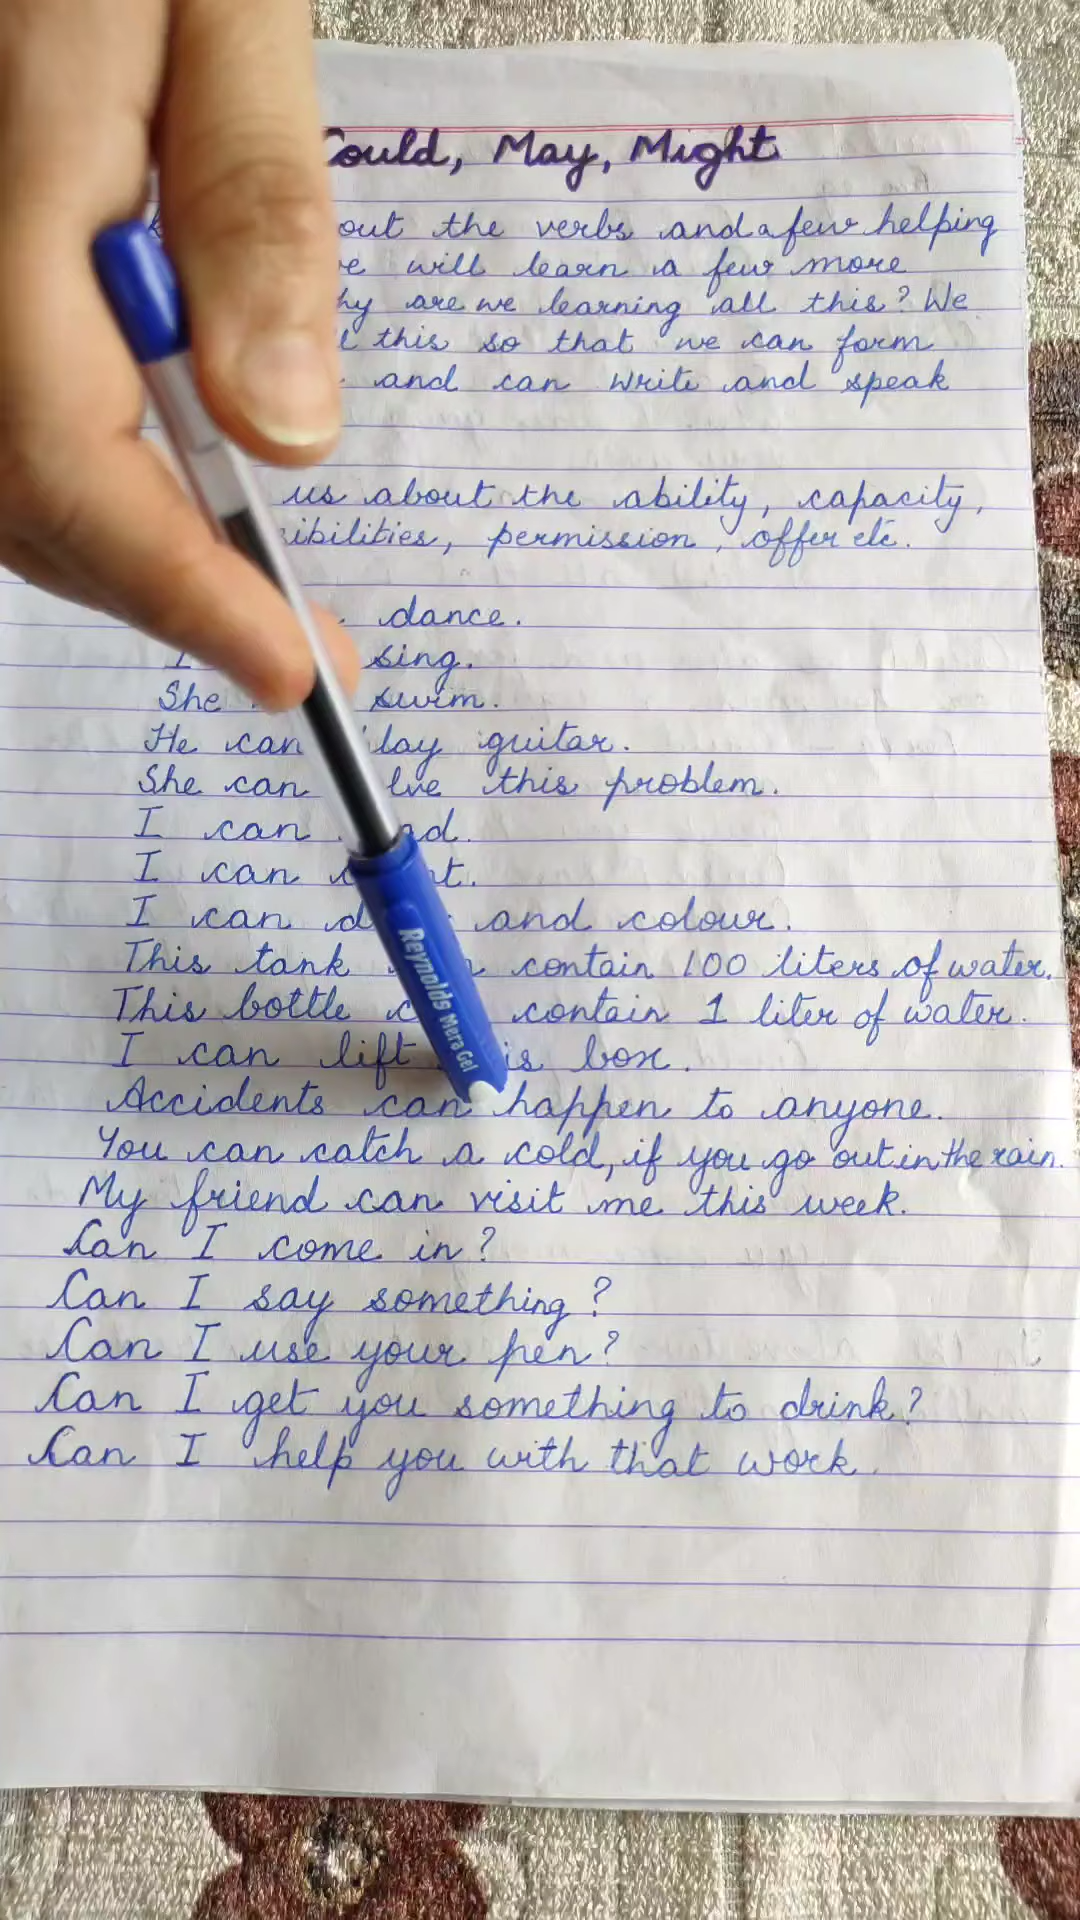 Could, May, Might
out the verbs and a few helping
will learn a few more
are we learning all this? We
this so that we can form
and can write and speak
us about the ability, capacity,
permission, offer etc.
dance.
I sing.
She swim.
He can guitar.
She can this problem.
I can
I can
I can and colour.
This tank contain 100 liters of water.
This bottle contain 1 liter of water.
I can lift box.
Accidents can happen to anyone.
You can catch a cold, if you go out in the rain.
My friend can visit me this week.
Can I come in?
Can I say something?
Can I use your pen?
Can I get you something to drink?
Can I help you with that work.
Reynolds Mera Gel